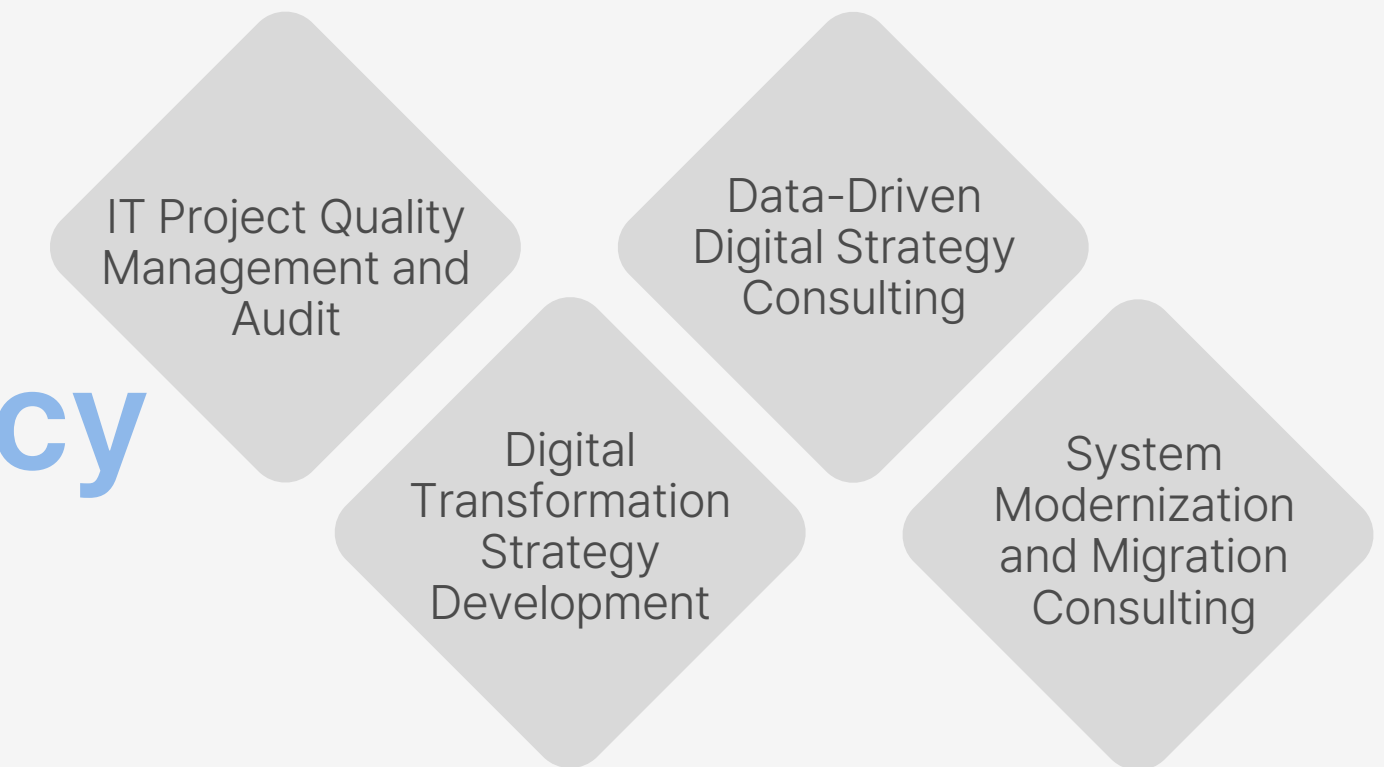 IT Project Quality
Management and
Audit
Data-Driven
Digital Strategy
Consulting
cy
Digital
Transformation
Strategy
Development
System
Modernization
and Migration
Consulting